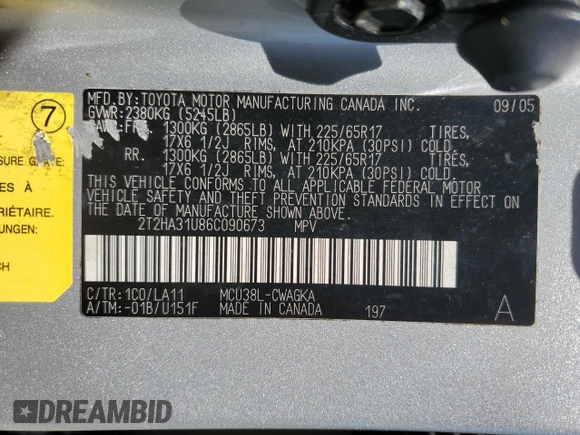 MFD.BY:TOYOTA MOTOR MANUFACTURING CANADA INC. 09/05
GVWR:2380KG (5245LB)
GAWR:FR. 1300KG (2865LB) WITH 225/65R17 TIRES,
17X6 1/2J RIMS, AT 210KPA (30PSI) COLD.
RR. 1300KG (2865LB) WITH 225/65R17 TIRES,
17X6 1/2J RIMS, AT 210KPA (30PSI) COLD.
THIS VEHICLE CONFORMS TO ALL APPLICABLE FEDERAL MOTOR
VEHICLE SAFETY AND THEFT PREVENTION STANDARDS IN EFFECT ON
THE DATE OF MANUFACTURE SHOWN ABOVE.
2T2HA31U86C090673 MPV
C/TR:1C0/LA11 MCU38L-CWAGKA
A/TM:-01B/U151F MADE IN CANADA 197 A
7
SURE
ES À
RIÉTAIRE.
UNGEN:
CH
DREAMBID